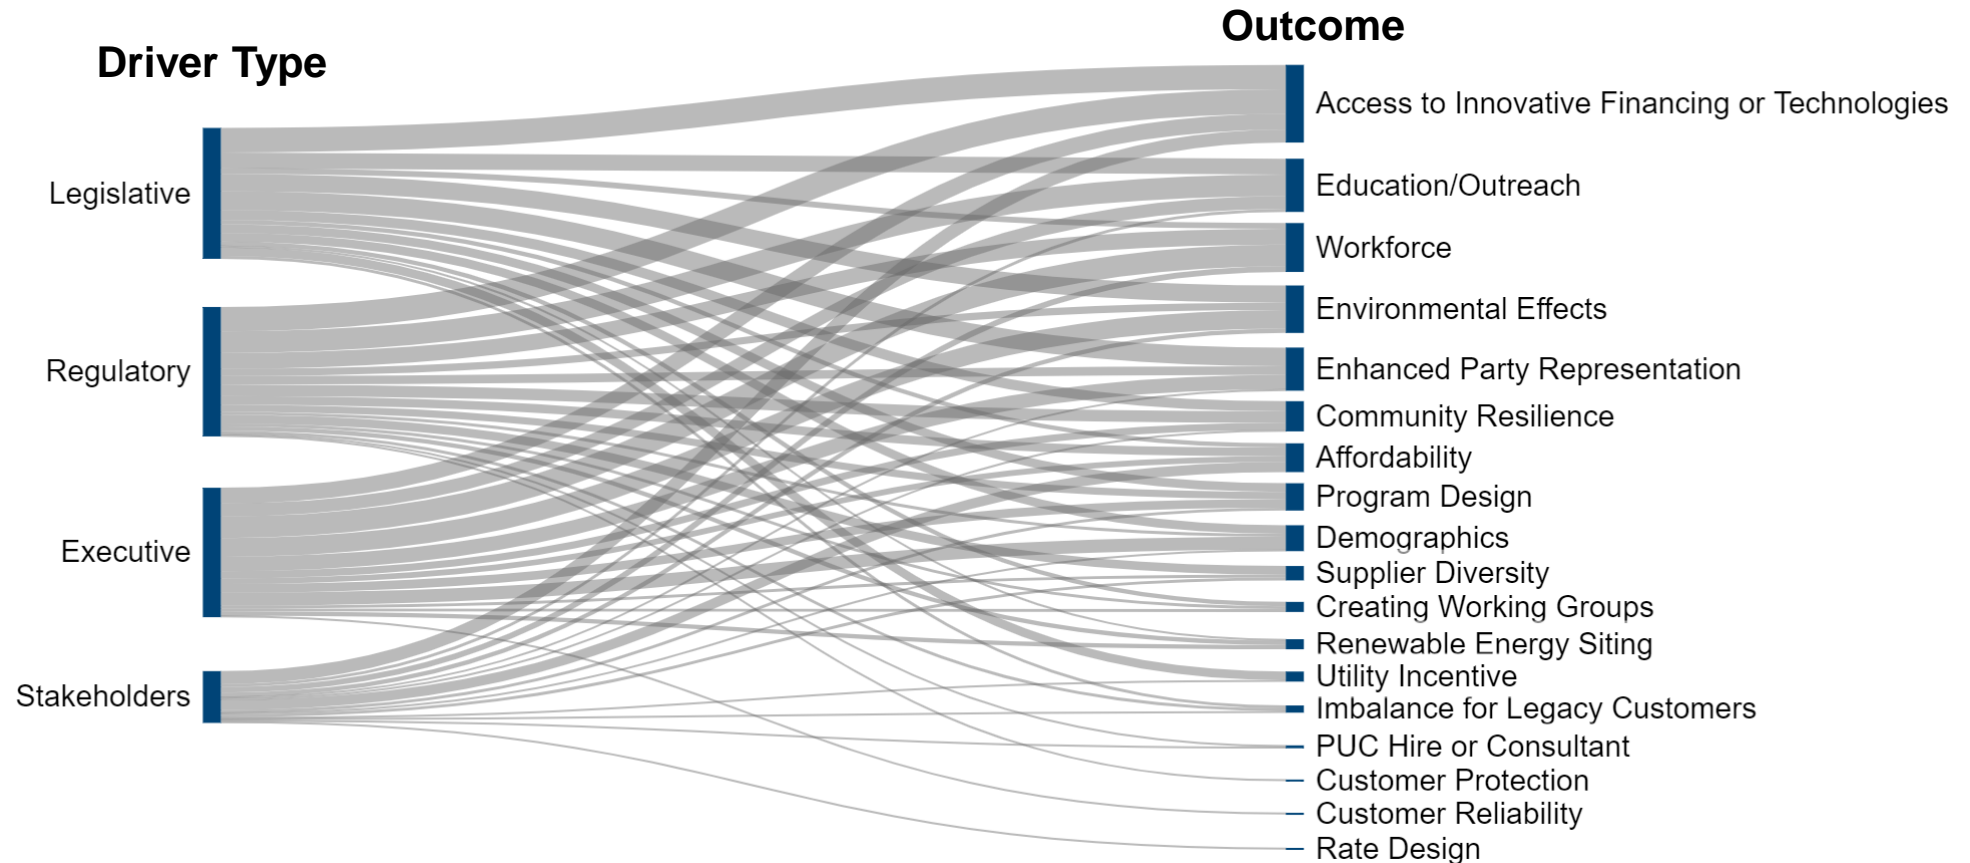 Driver Type
Outcome
Legislative
Regulatory
Executive
Stakeholders
Access to Innovative Financing or Technologies
Education/Outreach
Workforce
Environmental Effects
Enhanced Party Representation
Community Resilience
Affordability
Program Design
Demographics
Supplier Diversity
Creating Working Groups
Renewable Energy Siting
Utility Incentive
Imbalance for Legacy Customers
PUC Hire or Consultant
Customer Protection
Customer Reliability
Rate Design